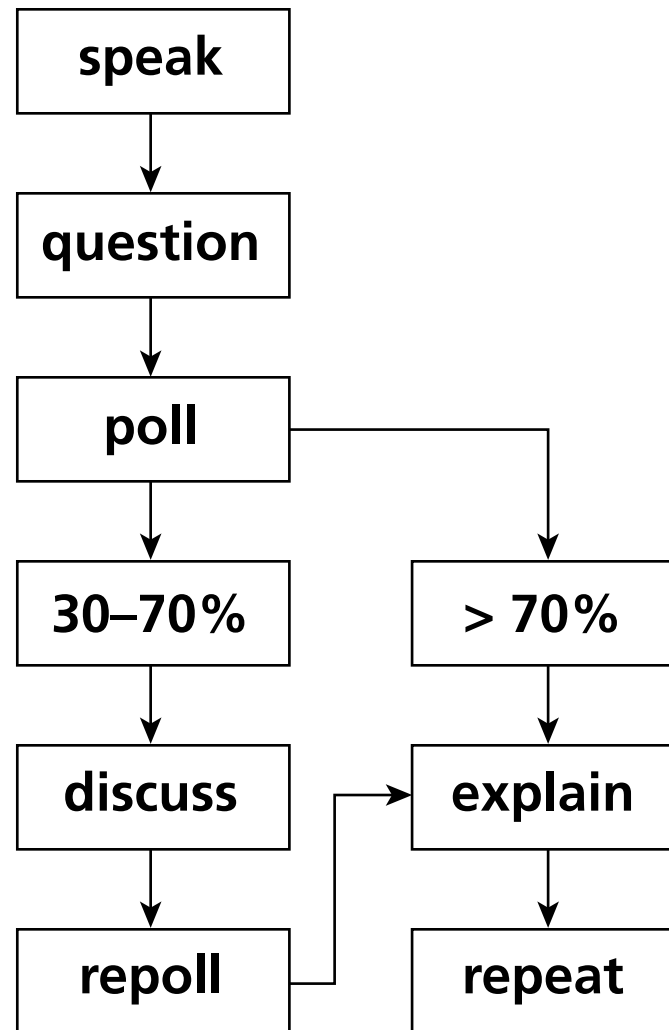 speak
question
poll
30–70%
> 70%
discuss
explain
repoll
repeat